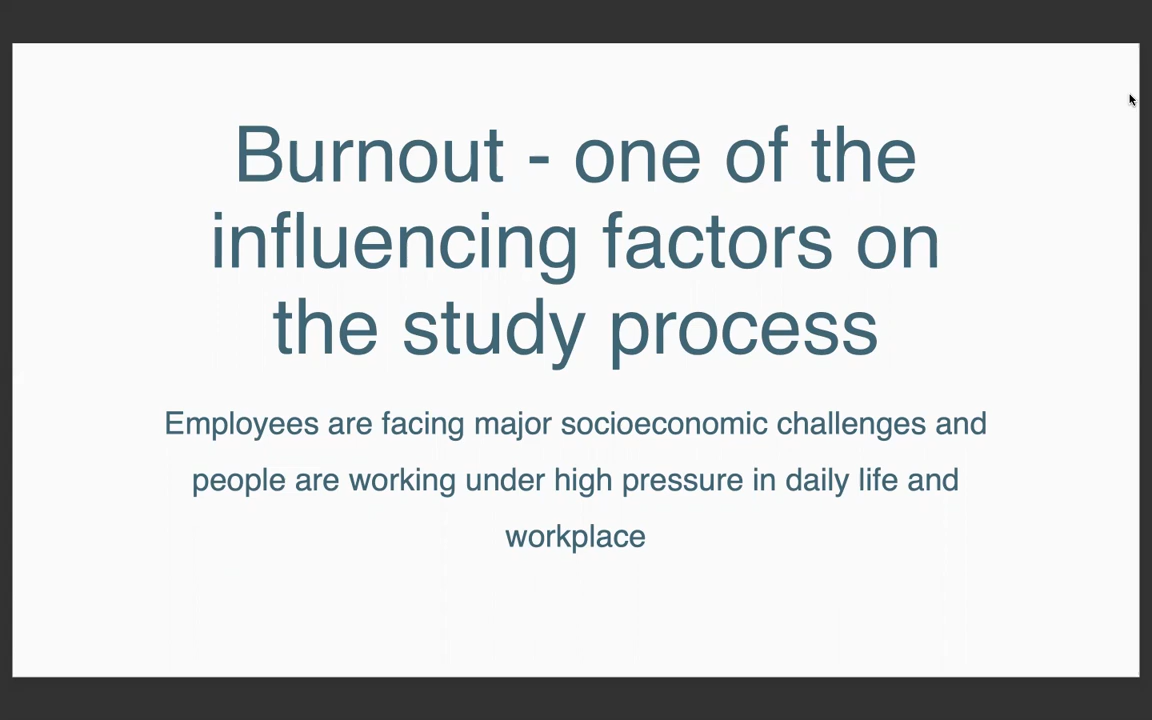 Burnout - one of the
influencing factors on
the study process
Employees are facing major socioeconomic challenges and
people are working under high pressure in daily life and
workplace